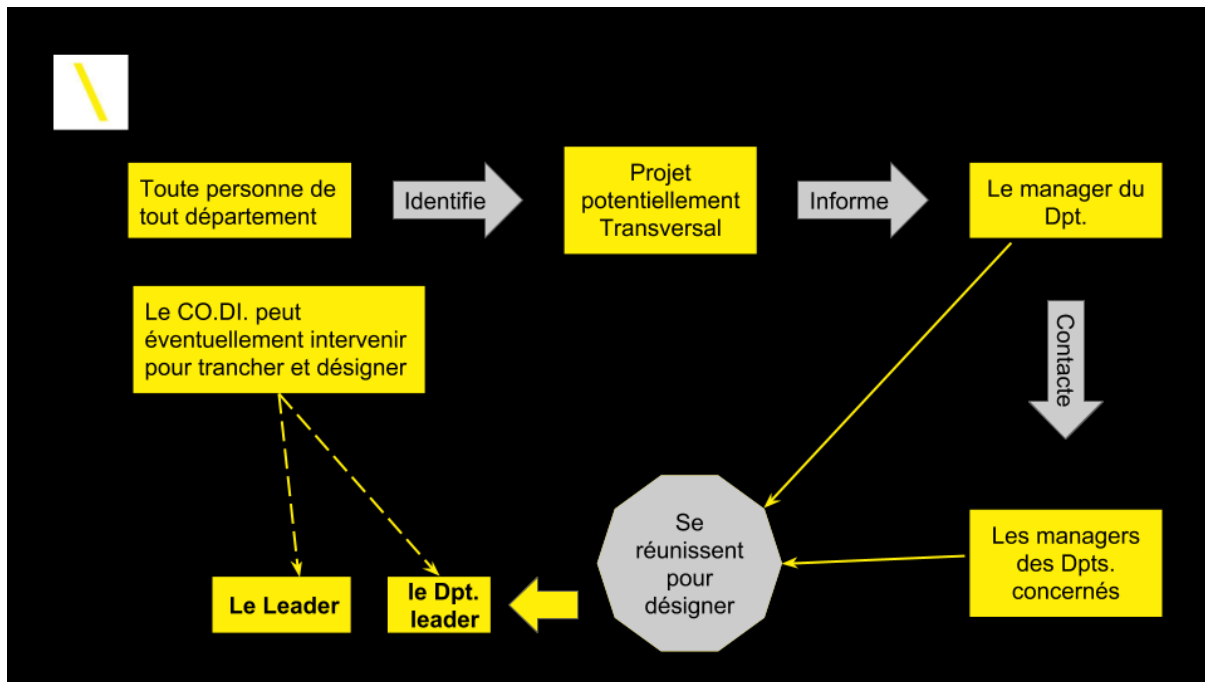 Toute personne de
tout département
Identifie
Projet
potentiellement
Transversal
Informe
Le manager du
Dpt.
Le CO.DI. peut
éventuellement intervenir
pour trancher et désigner
Contacte
Se
réunissent
pour
désigner
Les managers
des Dpts.
concernés
Le Leader
le Dpt.
leader